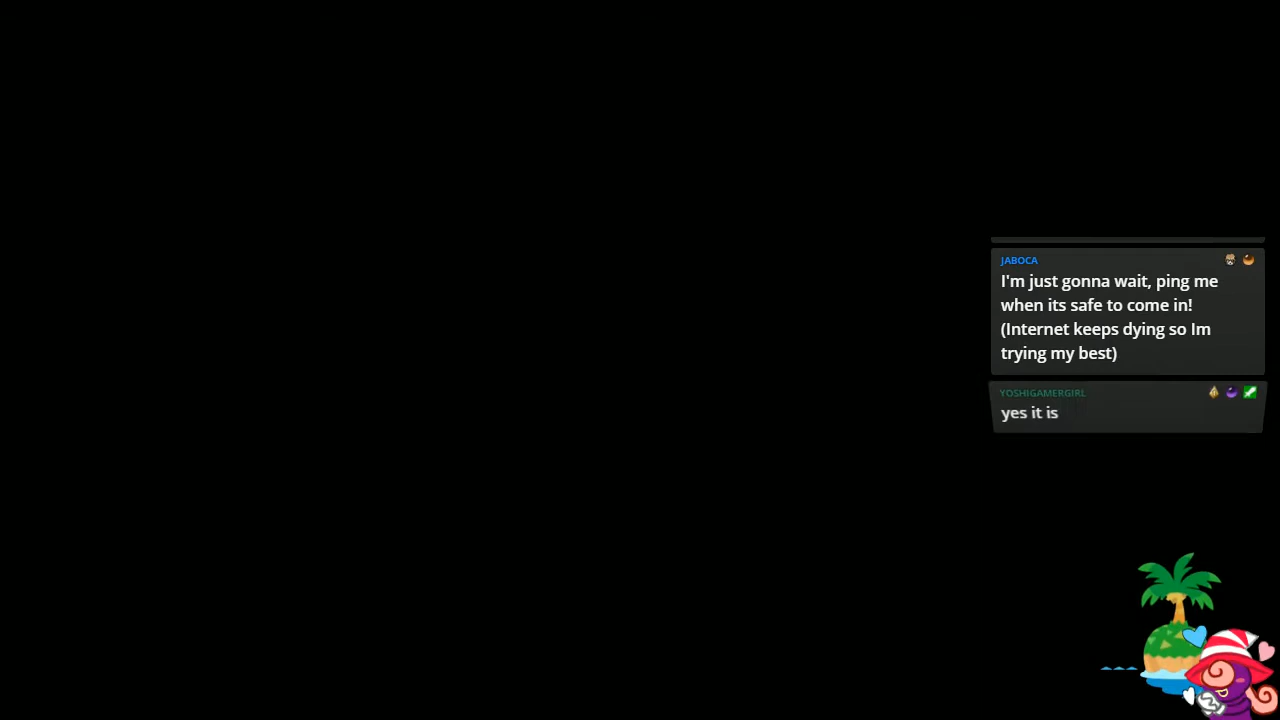 JABOCA
I'm just gonna wait, ping me
when its safe to come in!
(Internet keeps dying so Im
trying my best)
YOSHIGAMERGIRL
yes it is